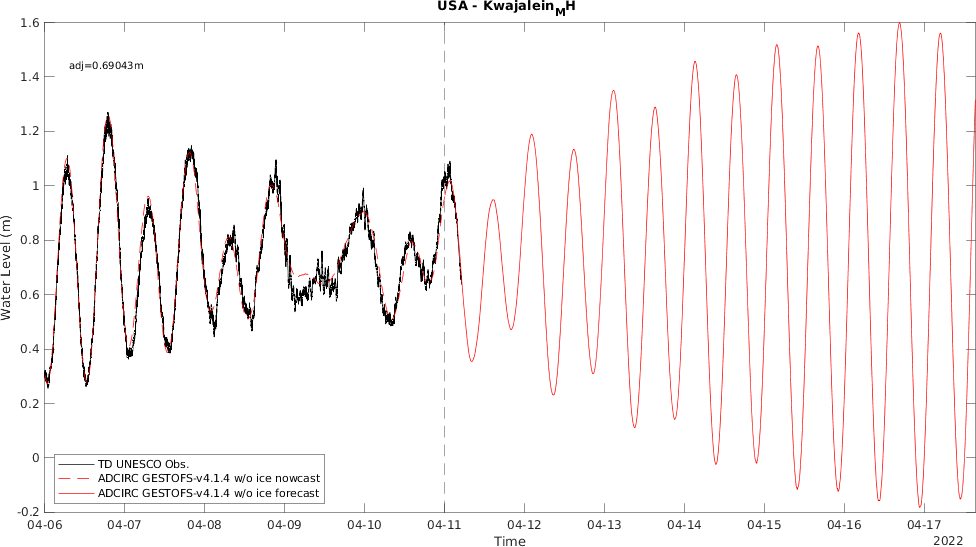 USA - Kwajalein_MH
adj=0.69043m
Water Level (m)
1.6
1.4
1.2
1
0.8
0.6
0.4
0.2
0
-0.2
TD UNESCO Obs.
ADCIRC GESTOFS-v4.1.4 w/o ice nowcast
ADCIRC GESTOFS-v4.1.4 w/o ice forecast
04-06 04-07 04-08 04-09 04-10 04-11 04-12 04-13 04-14 04-15 04-16 04-17
Time
2022